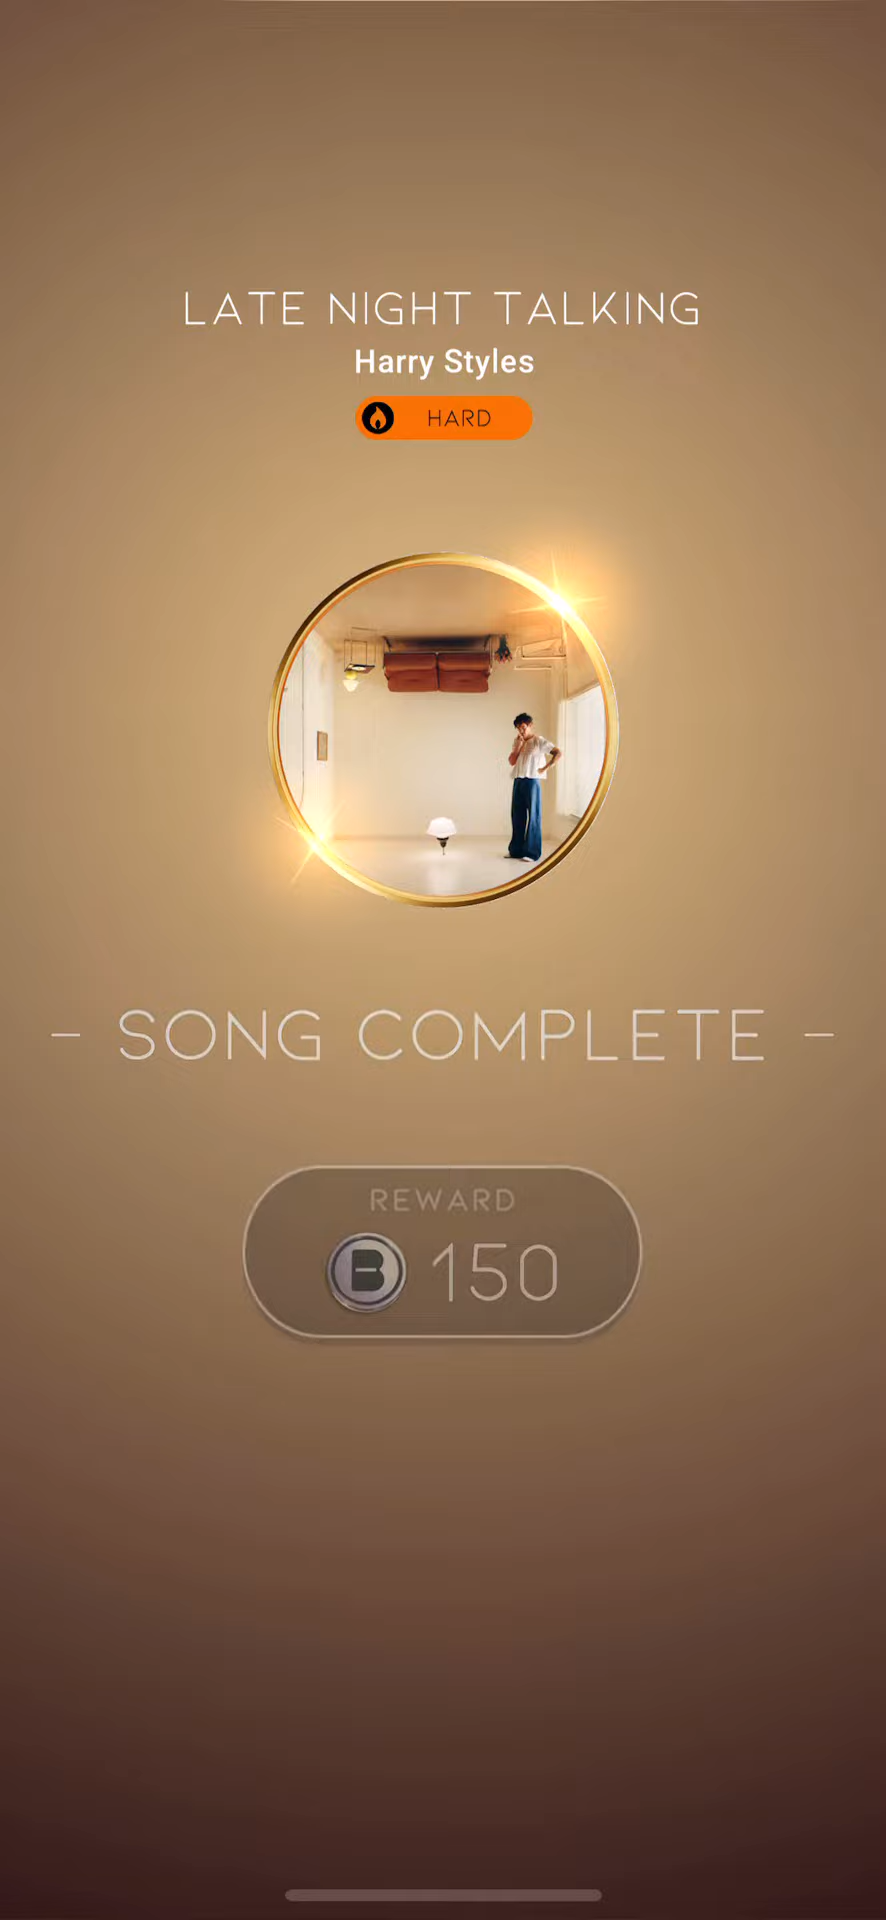 LATE NIGHT TALKING
Harry Styles
HARD
- SONG COMPLETE -
REWARD
B 150